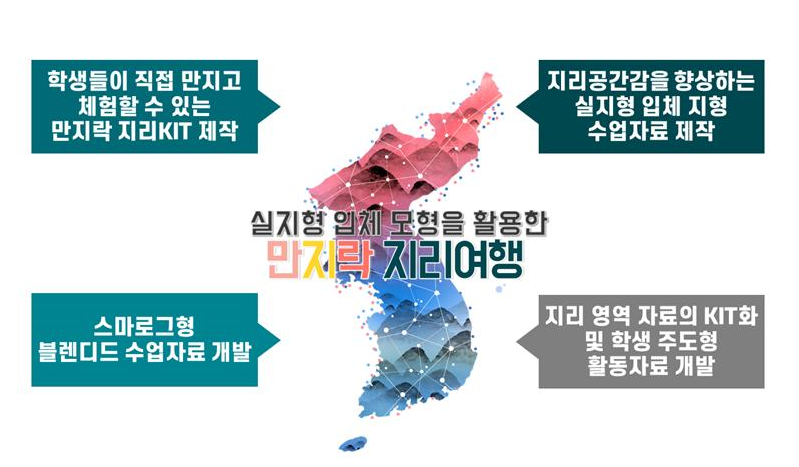 학생들이 직접 만지고
체험할 수 있는
만지락 지리KIT 제작
지리공간감을 향상하는
실지형 입체 지형
수업자료 제작
실지형 입체 모형을 활용한
만지락 지리여행
스마로그형
블렌디드 수업자료 개발
지리 영역 자료의 KIT화
및 학생 주도형
활동자료 개발